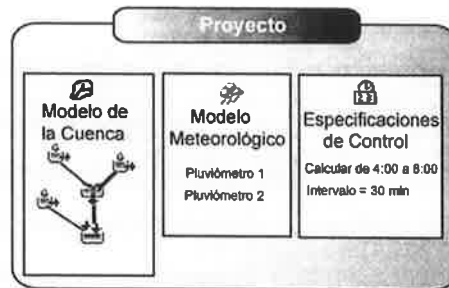 Proyecto
Modelo de
la Cuenca
Modelo
Meteorológico
Pluviómetro 1
Pluviómetro 2
Especificaciones
de Control
Calcular de 4:00 a 8:00
Intervalo = 30 min